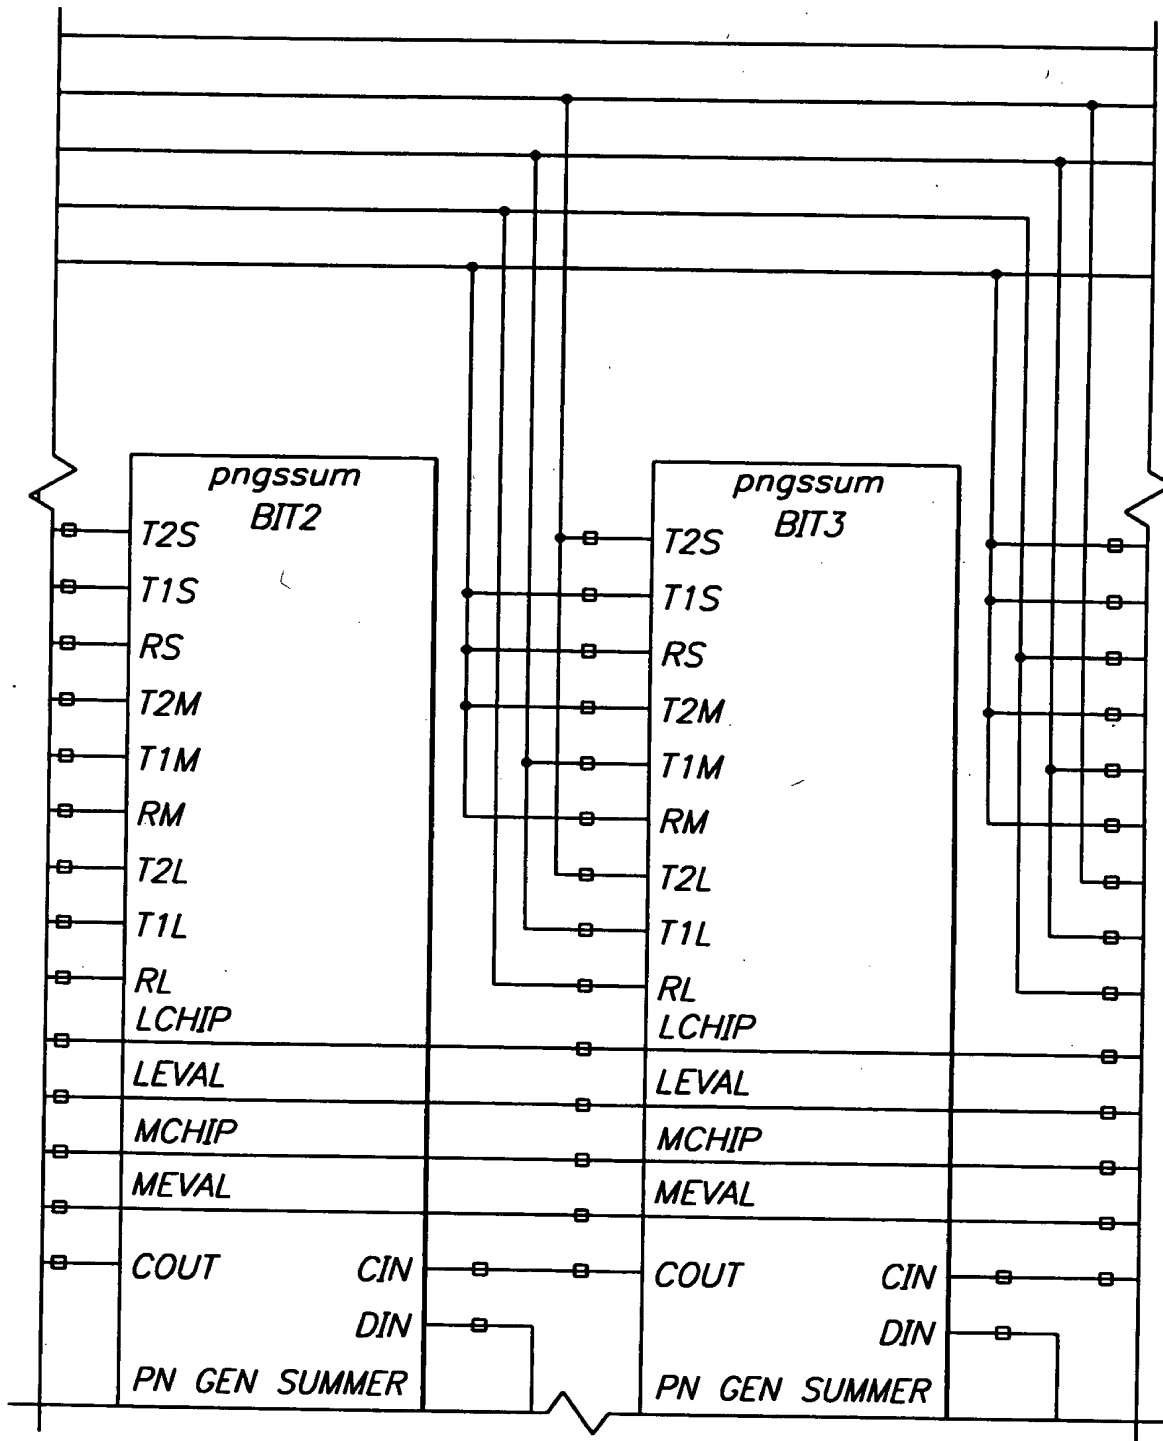 pngssum
BIT2
T2S
T1S
RS
T2M
T1M
RM
T2L
T1L
RL
LCHIP
LEVAL
MCHIP
MEVAL
COUT CIN
DIN
PN GEN SUMMER
pngssum
BIT3
T2S
T1S
RS
T2M
T1M
RM
T2L
T1L
RL
LCHIP
LEVAL
MCHIP
MEVAL
COUT CIN
DIN
PN GEN SUMMER